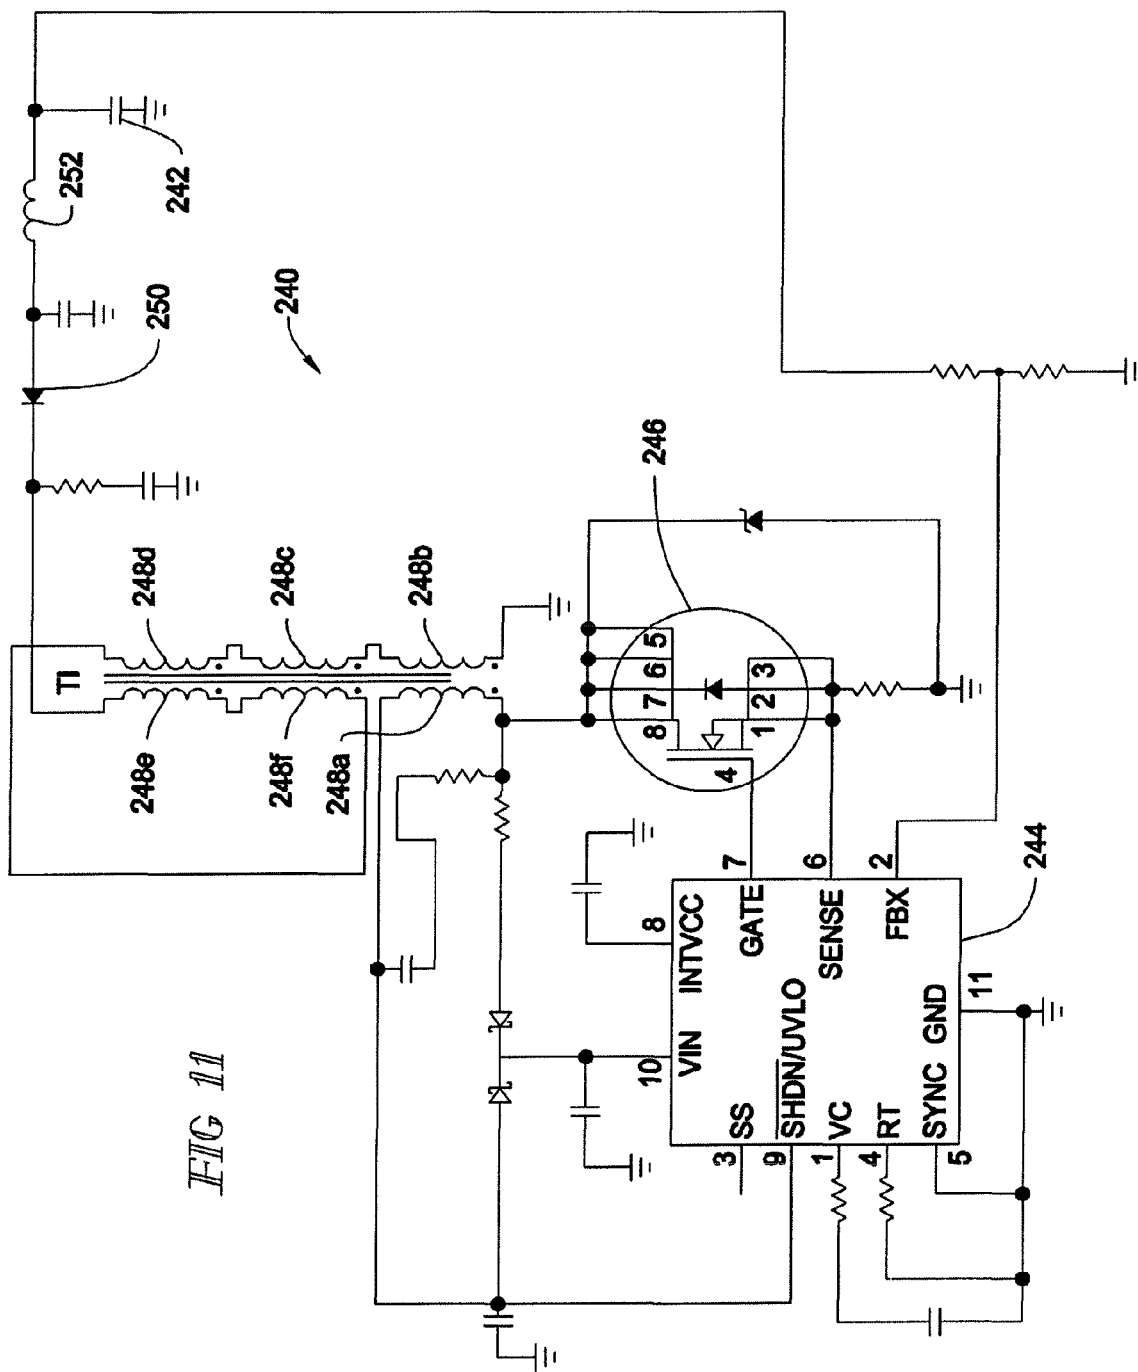 TI
252
248e
248d
250
242
FIG 11
248f
248c
240
248a
248b
10
8
VIN
INTVCC
8
7
6
5
246
3
SS
4
GATE
7
1
2
3
9
SHDN/UVLO
1
VC
SENSE
6
4
RT
FBX
2
5
SYNC
GND
11
244